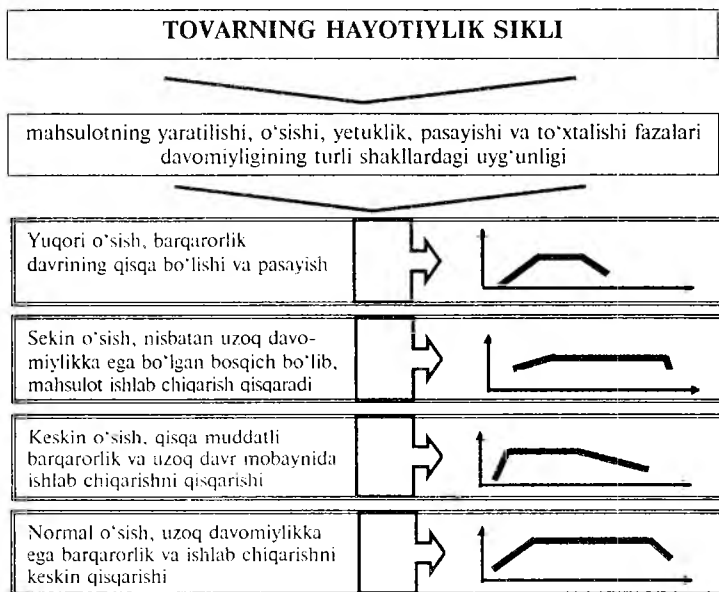 TOVARNING HAYOTIYLIK SIKLI
mahsulotning yaratilishi, o‘sishi, yetuklik, pasayishi va to‘xtalishi fazalari
davomiyligining turli shakllardagi uyg‘unligi
Yuqori o‘sish, barqarorlik
davrining qisqa bo‘lishi va pasayish
Sekin o‘sish, nisbatan uzoq davo-
miylikka ega bo‘lgan bosqich bo‘lib,
mahsulot ishlab chiqarish qisqaradi
Keskin o‘sish, qisqa muddatli
barqarorlik va uzoq davr mobaynida
ishlab chiqarishni qisqarishi
Normal o‘sish, uzoq davomiylikka
ega barqarorlik va ishlab chiqarishni
keskin qisqarishi